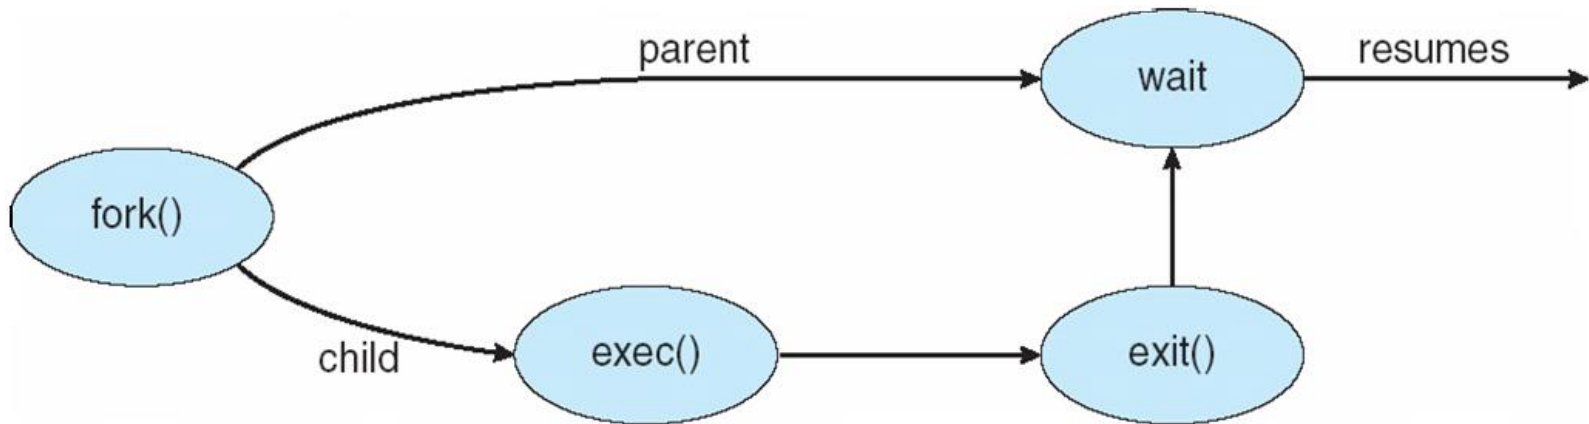 parent
wait
resumes
fork()
child
exec()
exit()